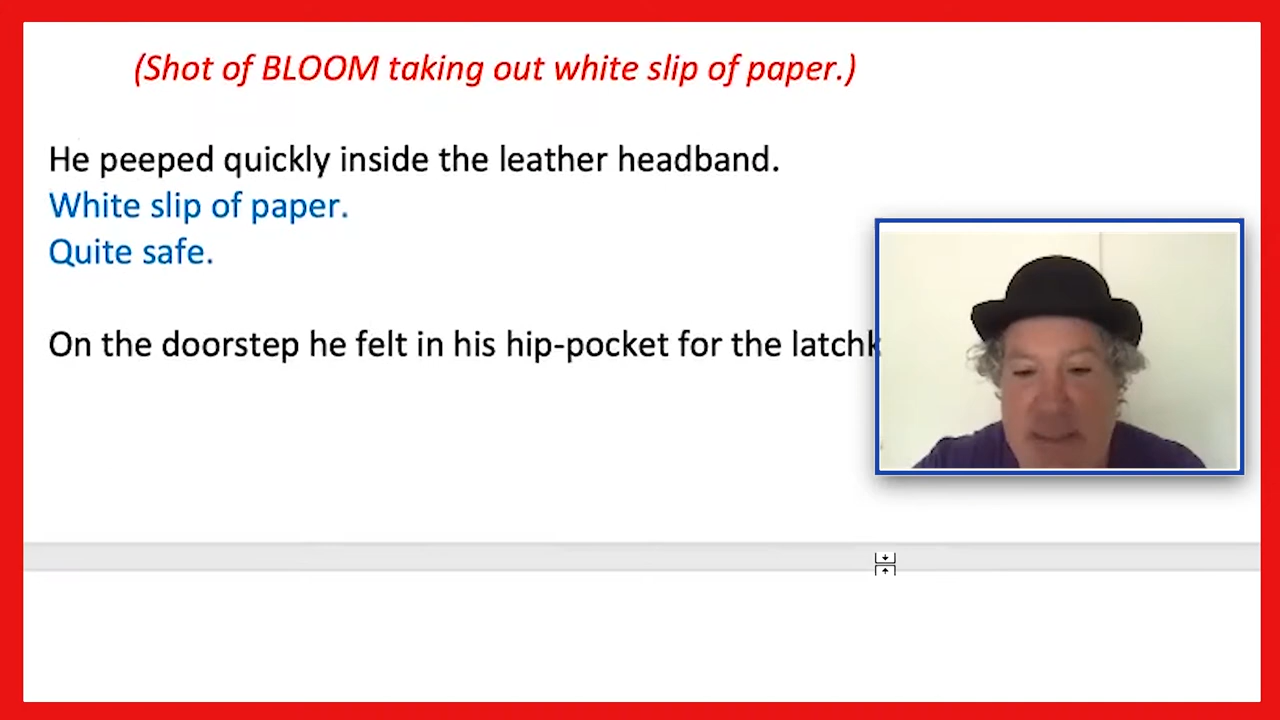 (Shot of BLOOM taking out white slip of paper.)
He peeped quickly inside the leather headband.
White slip of paper.
Quite safe.
On the doorstep he felt in his hip-pocket for the latchk